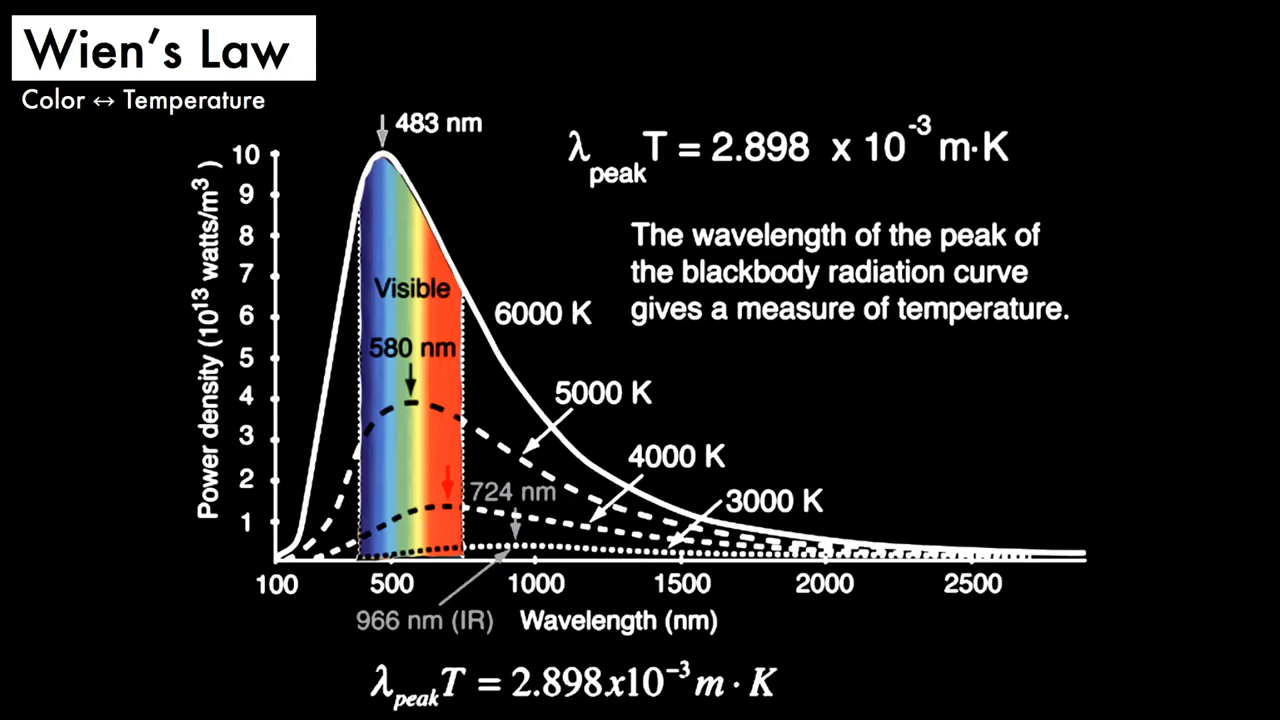 Wien's Law
Color ↔ Temperature
483 nm
λpeak T = 2.898 x 10⁻³ m·K
The wavelength of the peak of
the blackbody radiation curve
gives a measure of temperature.
Power density (10¹³ watts/m³)
10
9
8
7
6
5
4
3
2
1
Visible
580 nm
6000 K
5000 K
4000 K
724 nm
3000 K
100
500
1000
1500
2000
2500
966 nm (IR)
Wavelength (nm)
λpeakT = 2.898x10⁻³ m · K